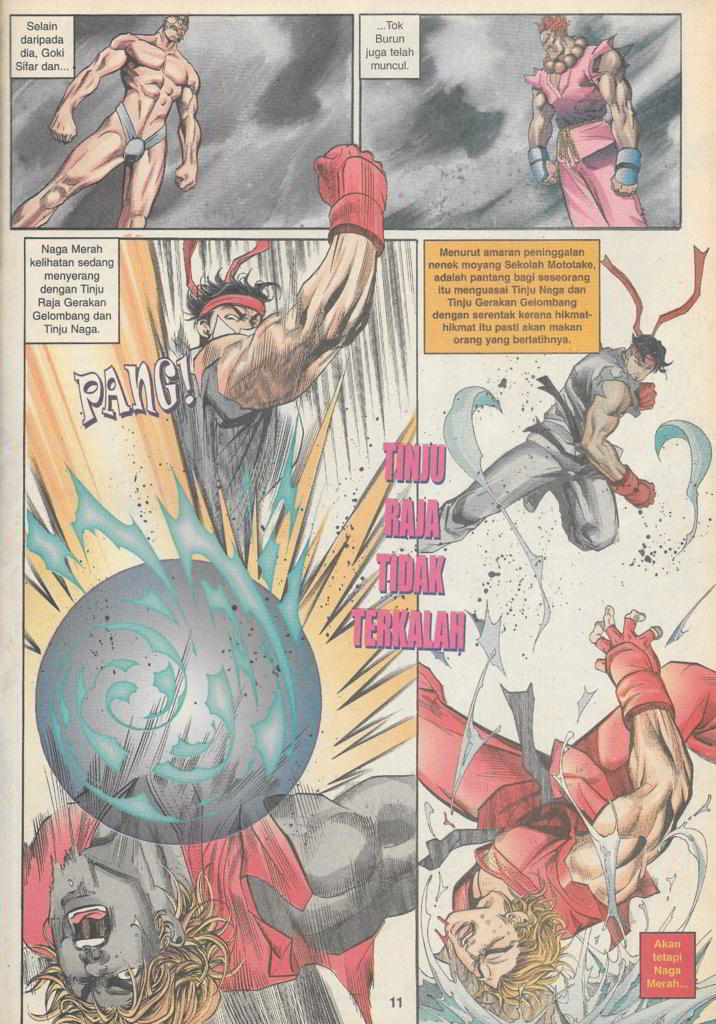 Selain
daripada
dia, Goki
Sifar dan...
...Tok
Burun
juga telah
muncul.
Naga Merah
kelihatan sedang
menyerang
dengan Tinju
Raja Gerakan
Gelombang dan
Tinju Naga.
Menurut amaran peninggalan
nenek moyang Sekolah Mototake,
adalah pantang bagi seseorang
itu menguasai Tinju Naga dan
Tinju Gerakan Gelombang
dengan serentak kerana hikmat-
hikmat itu pasti akan makan
orang yang berlatihnya.
PANG!
TINJU
RAJA
TIDAK
TERKALAH
Akan
tetapi
Naga
Merah...
11